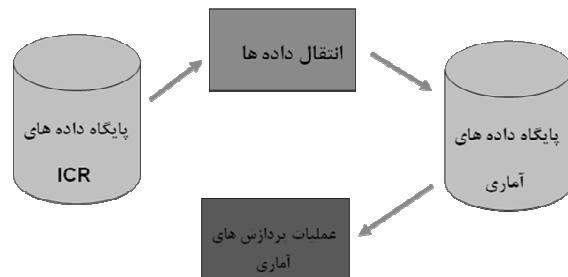 انتقال داده ها
پایگاه داده های
ICR
پایگاه داده های
آماری
عملیات پردازش های
آماری